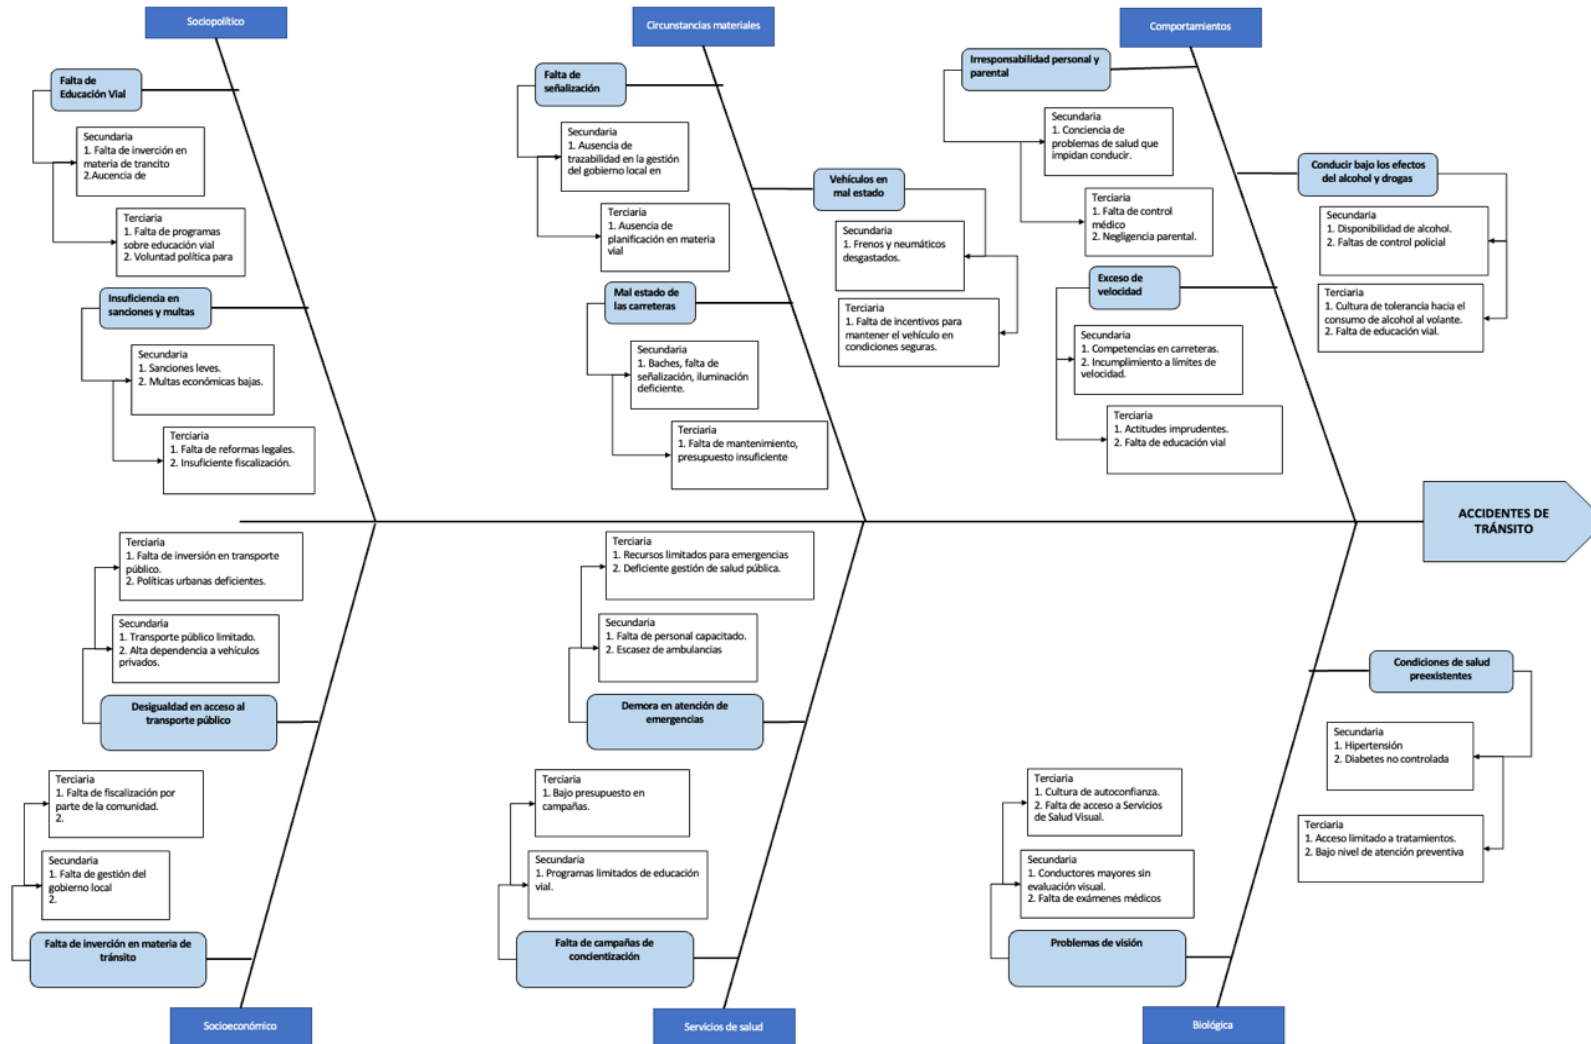 Sociopolítico
Falta de
Educación Vial
Secundaria
1. Falta de inverción en
materia de trancito
2.Aucencia de
Terciaria
1. Falta de programas
sobre educación vial
2. Voluntad política para
Insuficiencia en
sanciones y multas
Secundaria
1. Sanciones leves.
2. Multas económicas bajas.
Terciaria
1. Falta de reformas legales.
2. Insuficiente fiscalización.
Circunstancias materiales
Falta de
señalización
Secundaria
1. Ausencia de
trazabilidad en la gestión
del gobierno local en
Terciaria
1. Ausencia de
planificación en materia
vial
Vehículos en
mal estado
Secundaria
1. Frenos y neumáticos
desgastados.
Terciaria
1. Falta de incentivos para
mantener el vehículo en
condiciones seguras.
Mal estado de
las carreteras
Secundaria
1. Baches, falta de
señalización, iluminación
deficiente.
Terciaria
1. Falta de mantenimiento,
presupuesto insuficiente
Comportamientos
Irresponsabilidad personal y
parental
Secundaria
1. Conciencia de
problemas de salud que
impidan conducir.
Terciaria
1. Falta de control
médico
2. Negligencia parental.
Conducir bajo los efectos
del alcohol y drogas
Secundaria
1. Disponibilidad de alcohol.
2. Faltas de control policial
Terciaria
1. Cultura de tolerancia hacia el
consumo de alcohol al volante.
2. Falta de educación vial.
Exceso de
velocidad
Secundaria
1. Competencias en carreteras.
2. Incumplimiento a límites de
velocidad.
Terciaria
1. Actitudes imprudentes.
2. Falta de educación vial
ACCIDENTES DE
TRÁNSITO
Terciaria
1. Falta de inversión en transporte
público.
2. Políticas urbanas deficientes.
Secundaria
1. Transporte público limitado.
2. Alta dependencia a vehículos
privados.
Desigualdad en acceso al
transporte público
Terciaria
1. Falta de fiscalización por
parte de la comunidad.
2.
Secundaria
1. Falta de gestión del
gobierno local
2.
Falta de inverción en materia de
tránsito
Socioeconómico
Terciaria
1. Recursos limitados para emergencias
2. Deficiente gestión de salud pública.
Secundaria
1. Falta de personal capacitado.
2. Escasez de ambulancias
Demora en atención de
emergencias
Terciaria
1. Bajo presupuesto en
campañas.
Secundaria
1. Programas limitados de educación
vial.
Falta de campañas de
concientización
Servicios de salud
Condiciones de salud
preexistentes
Secundaria
1. Hipertensión
2. Diabetes no controlada
Terciaria
1. Acceso limitado a tratamientos.
2. Bajo nivel de atención preventiva
Terciaria
1. Cultura de autoconfianza.
2. Falta de acceso a Servicios
de Salud Visual.
Secundaria
1. Conductores mayores sin
evaluación visual.
2. Falta de exámenes médicos
Problemas de visión
Biológica